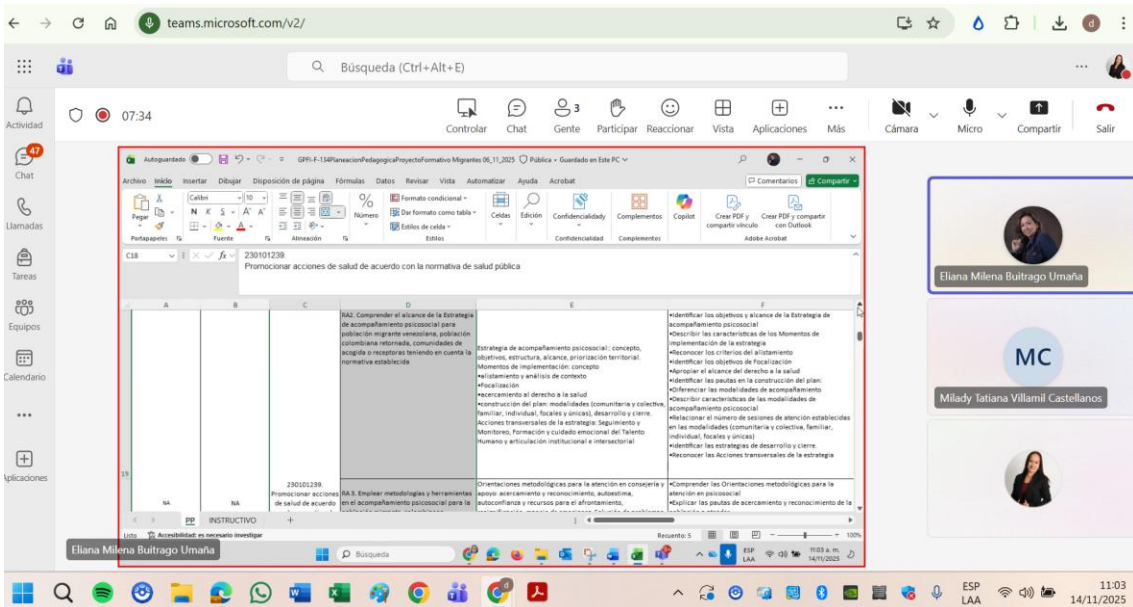 teams.microsoft.com/v2/
d
Búsqueda (Ctrl+Alt+E)
Actividad
47
Chat
Llamadas
Tareas
Equipos
Calendario
Aplicaciones
07:34
Controlar
Chat
3
Gente
Participar
Reaccionar
Vista
Aplicaciones
Más
Cámara
Micro
Compartir
Salir
Autoguardado
GPFI-F-134PlaneacionPedagogicaProyectoFormativo Migrantes 06_11_2025
Pública • Guardado en Este PC
Archivo Inicio Insertar Dibujar Disposición de página Fórmulas Datos Revisar Vista Automatizar Ayuda Acrobat
Comentarios
Compartir
Pegar
Calibri
10
N K S
Número
Formato condicional
Dar formato como tabla
Estilos de celda
Celdas
Edición
Confidencialidad
Complementos
Copilot
Crear PDF y compartir vínculo
Crear PDF y compartir con Outlook
Portapapeles
Fuente
Alineación
Estilos
Confidencialidad
Complementos
Adobe Acrobat
C18
fx
230101239.
Promocionar acciones de salud de acuerdo con la normativa de salud pública
A B C D E F
RA2. Comprender el alcance de la Estrategia
de acompañamiento psicosocial para
población migrante venezolana, población
colombiana retornada, comunidades de
acogida o receptoras teniendo en cuenta la
normativa establecida
Estrategia de acompañamiento psicosocial: concepto,
objetivos, estructura, alcance, priorización territorial.
Momentos de implementación: concepto
•alistamiento y análisis de contexto
•Focalización
•acercamiento al derecho a la salud
•construcción del plan: modalidades (comunitaria y colectiva,
familiar, individual, focales y únicas), desarrollo y cierre.
Acciones transversales de la estrategia: Seguimiento y
Monitoreo, Formación y cuidado emocional del Talento
Humano y articulación institucional e intersectorial
•Identificar los objetivos y alcance de la Estrategia de
acompañamiento psicosocial
•Describir las características de los Momentos de
implementación de la estrategia
•Reconocer los criterios del alistamiento
•Identificar los objetivos de Focalización
•Apropiar el alcance del derecho a la salud
•Identificar las pautas en la construcción del plan:
•Diferenciar las modalidades de acompañamiento
•Describir características de las modalidades de
acompañamiento psicosocial
•Relacionar el número de sesiones de atención establecidas
en las modalidades (comunitaria y colectiva, familiar,
individual, focales y únicas)
•Identificar las estrategias de desarrollo y cierre.
•Reconocer las Acciones transversales de la estrategia
19
NA
NA
230101239.
Promocionar acciones
de salud de acuerdo
RA 3. Emplear metodologías y herramientas
en el acompañamiento psicosocial para la
Orientaciones metodológicas para la atención en consejería y
apoyo: acercamiento y reconocimiento, autoestima,
autoconfianza y recursos para el afrontamiento,
•Comprender las Orientaciones metodológicas para la
atención en psicosocial
•Explicar las pautas de acercamiento y reconocimiento de la
PP
INSTRUCTIVO
Listo
Accesibilidad: es necesario investigar
Recuento: 5
100%
Búsqueda
ESP
LAA
11:03 a. m.
14/11/2025
Eliana Milena Buitrago Umaña
Eliana Milena Buitrago Umaña
MC
Milady Tatiana Villamil Castellanos
d
ESP
LAA
11:03
14/11/2025